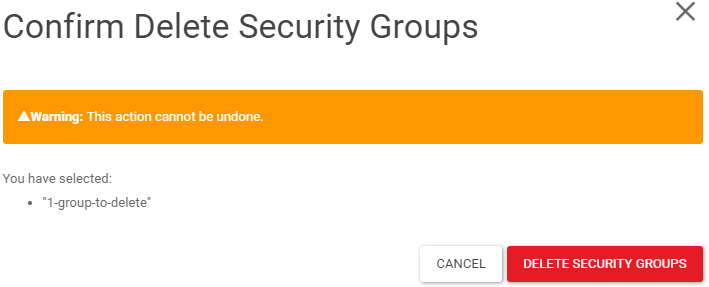 Confirm Delete Security Groups
Warning: This action cannot be undone.
You have selected:
• "1-group-to-delete"
CANCEL DELETE SECURITY GROUPS